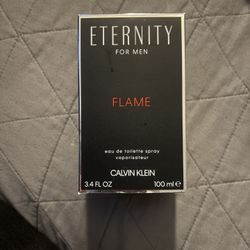 ETERNITY
FOR MEN
FLAME
eau de toilette spray
vaporisateur
CALVIN KLEIN
3.4 FL OZ 100 ml ℮